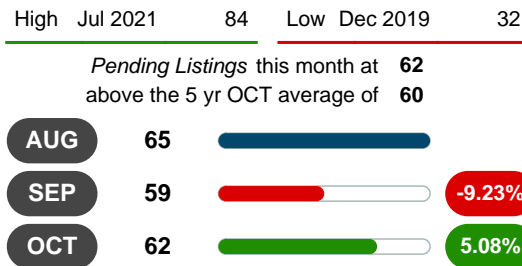 High Jul 2021 84 Low Dec 2019 32
Pending Listings this month at 62
above the 5 yr OCT average of 60
AUG 65
SEP 59 -9.23%
OCT 62 5.08%